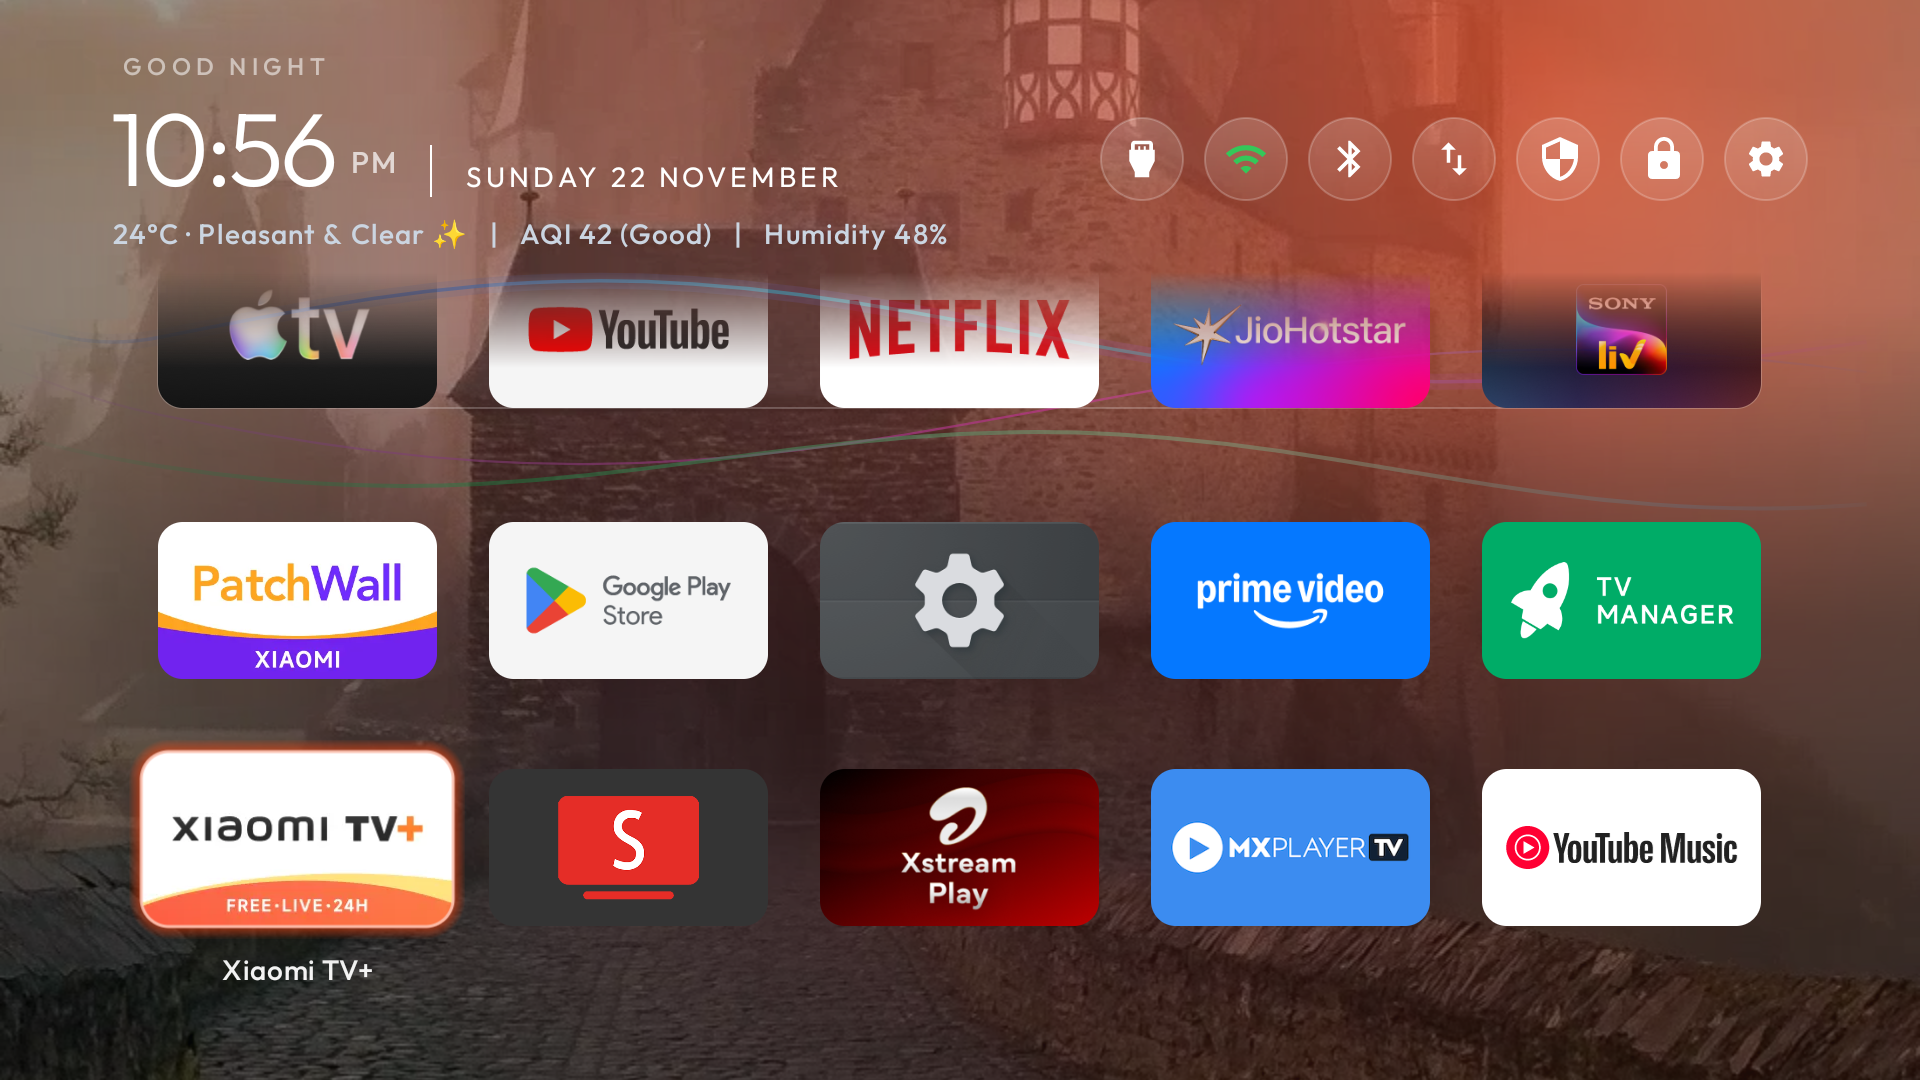 GOOD NIGHT
10:56 PM | SUNDAY 22 NOVEMBER
24°C · Pleasant & Clear ✨ | AQI 42 (Good) | Humidity 48%
tv
YouTube
NETFLIX
JioHotstar
SONY
liv
PatchWall
XIAOMI
Google Play
Store
prime video
TV
MANAGER
xiaomi TV+
FREE·LIVE·24H
S
Xstream
Play
MXPLAYER TV
YouTube Music
Xiaomi TV+